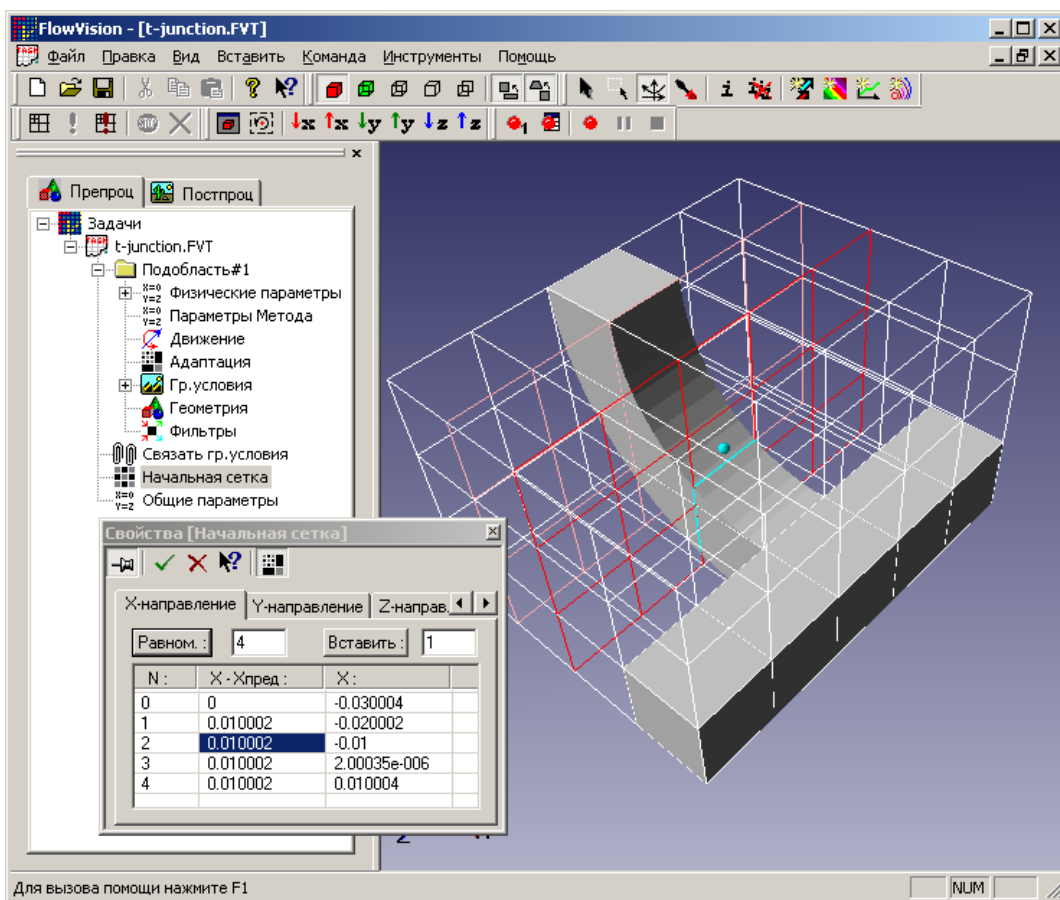 FlowVision - [t-junction.FVT]
Файл Правка Вид Вставить Команда Инструменты Помощь
x x y y z z
Препроц Постпроц
Задачи
t-junction.FVT
Подобласть#1
Физические параметры
Параметры Метода
Движение
Адаптация
Гр.условия
Геометрия
Фильтры
Связать гр.условия
Начальная сетка
Общие параметры
Свойства [Начальная сетка]
X-направление Y-направление Z-направ.
Равном. : 4 Вставить : 1
N : X - Xпред : X :
0 0 -0.030004
1 0.010002 -0.020002
2 0.010002 -0.01
3 0.010002 2.00035e-006
4 0.010002 0.010004
Для вызова помощи нажмите F1 NUM